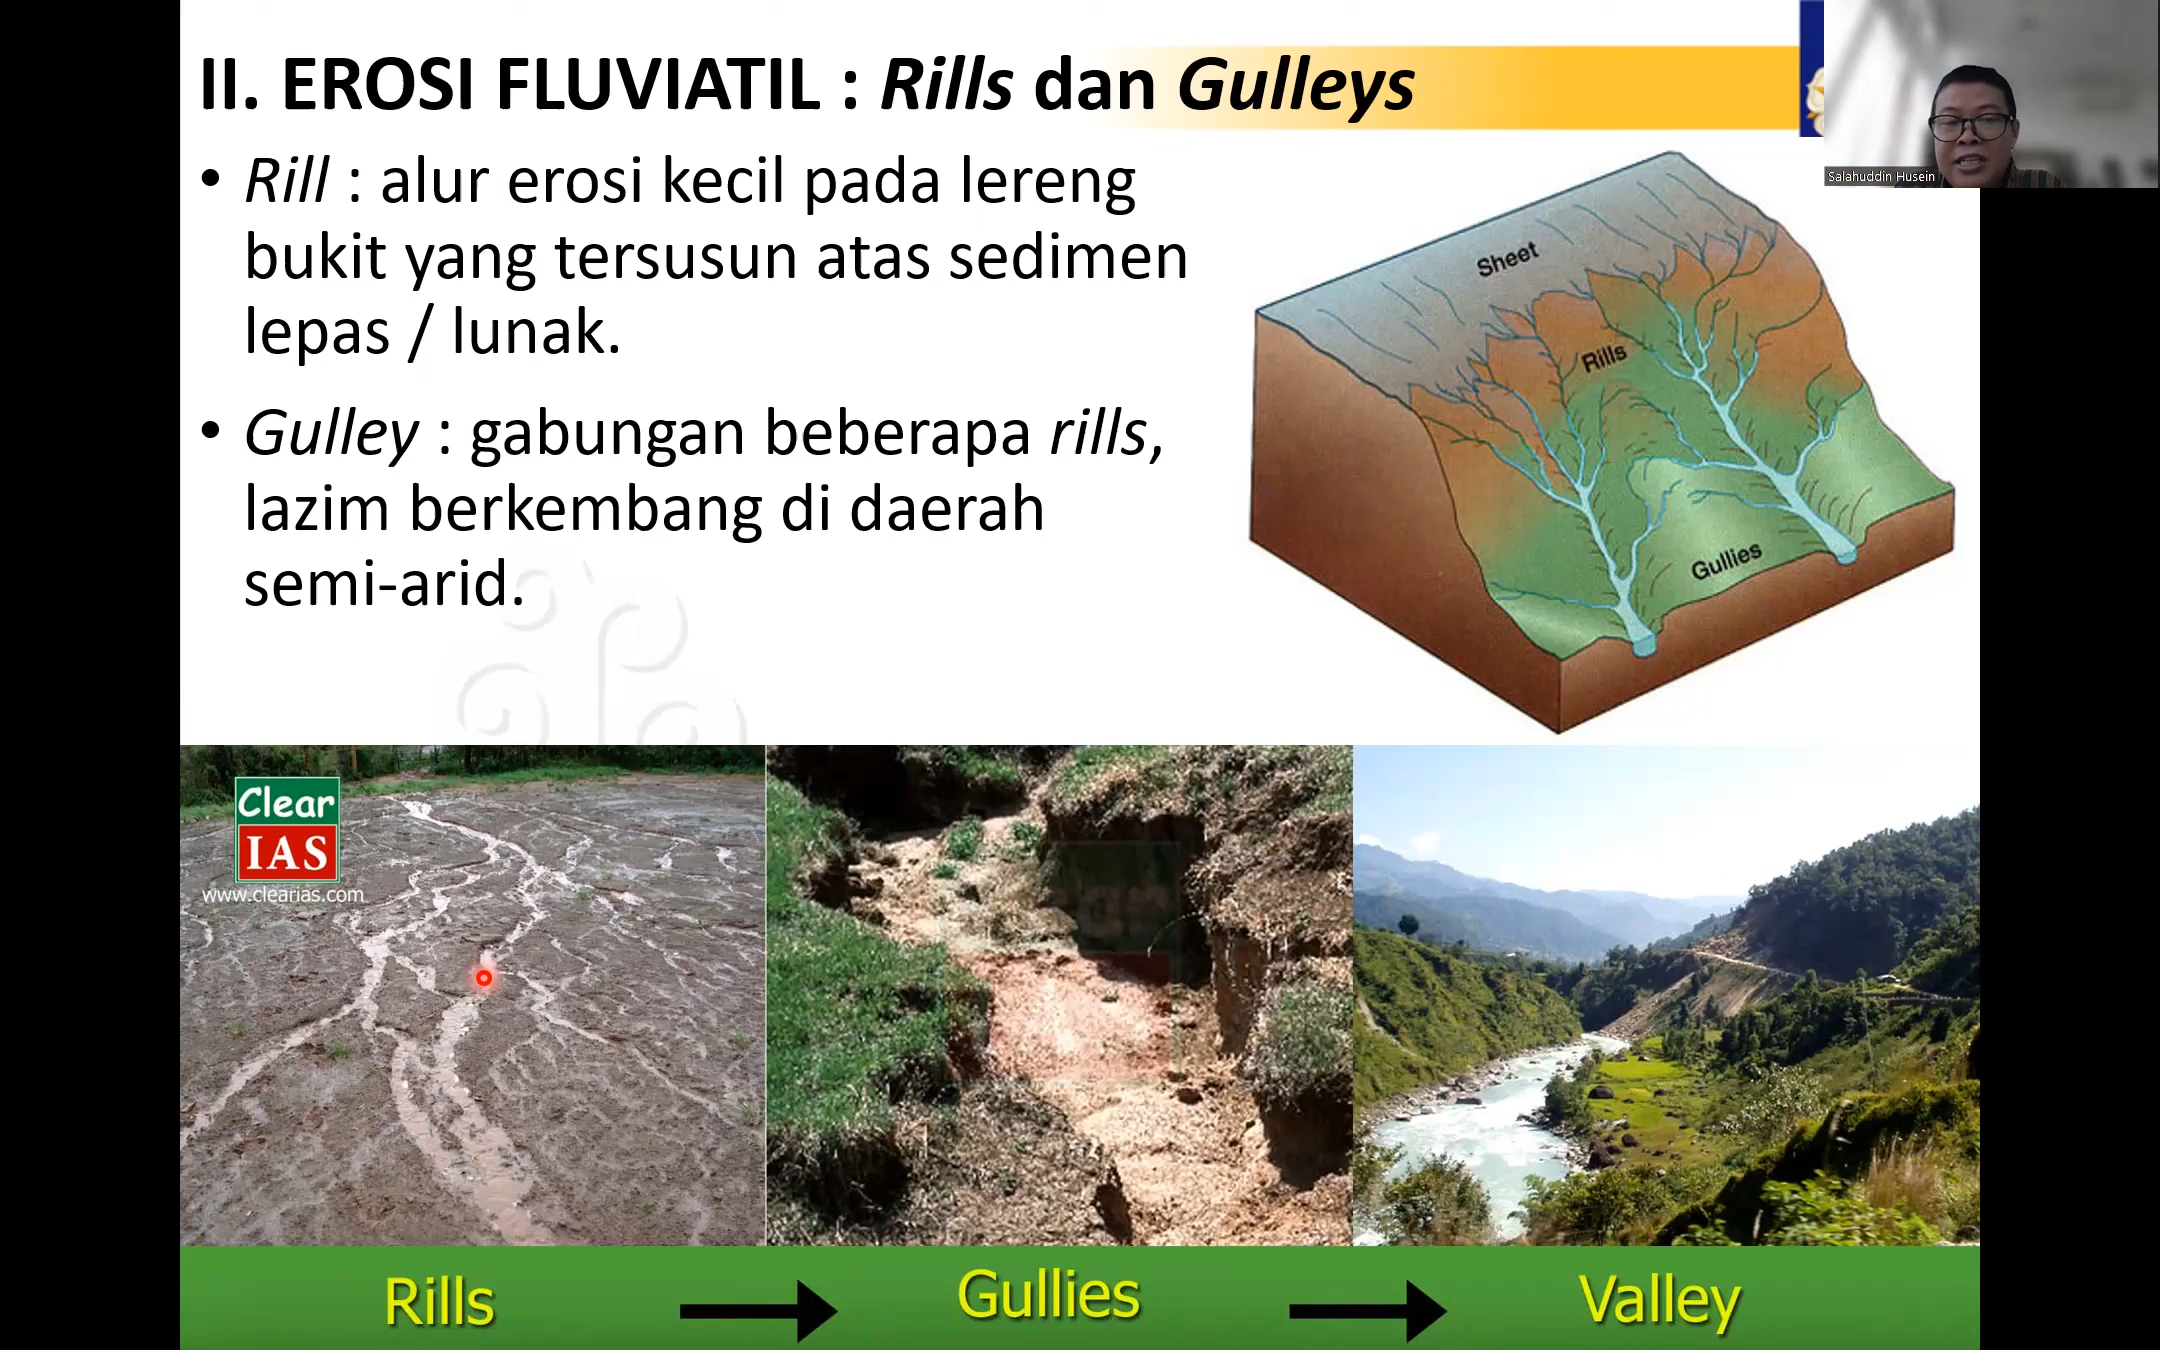 II. EROSI FLUVIATIL : Rills dan Gulleys
Salahuddin Husein
• Rill : alur erosi kecil pada lereng
bukit yang tersusun atas sedimen
lepas / lunak.
• Gulley : gabungan beberapa rills,
lazim berkembang di daerah
semi-arid.
Sheet
Rills
Gullies
Clear
IAS
www.clearias.com
Rills
Gullies
Valley